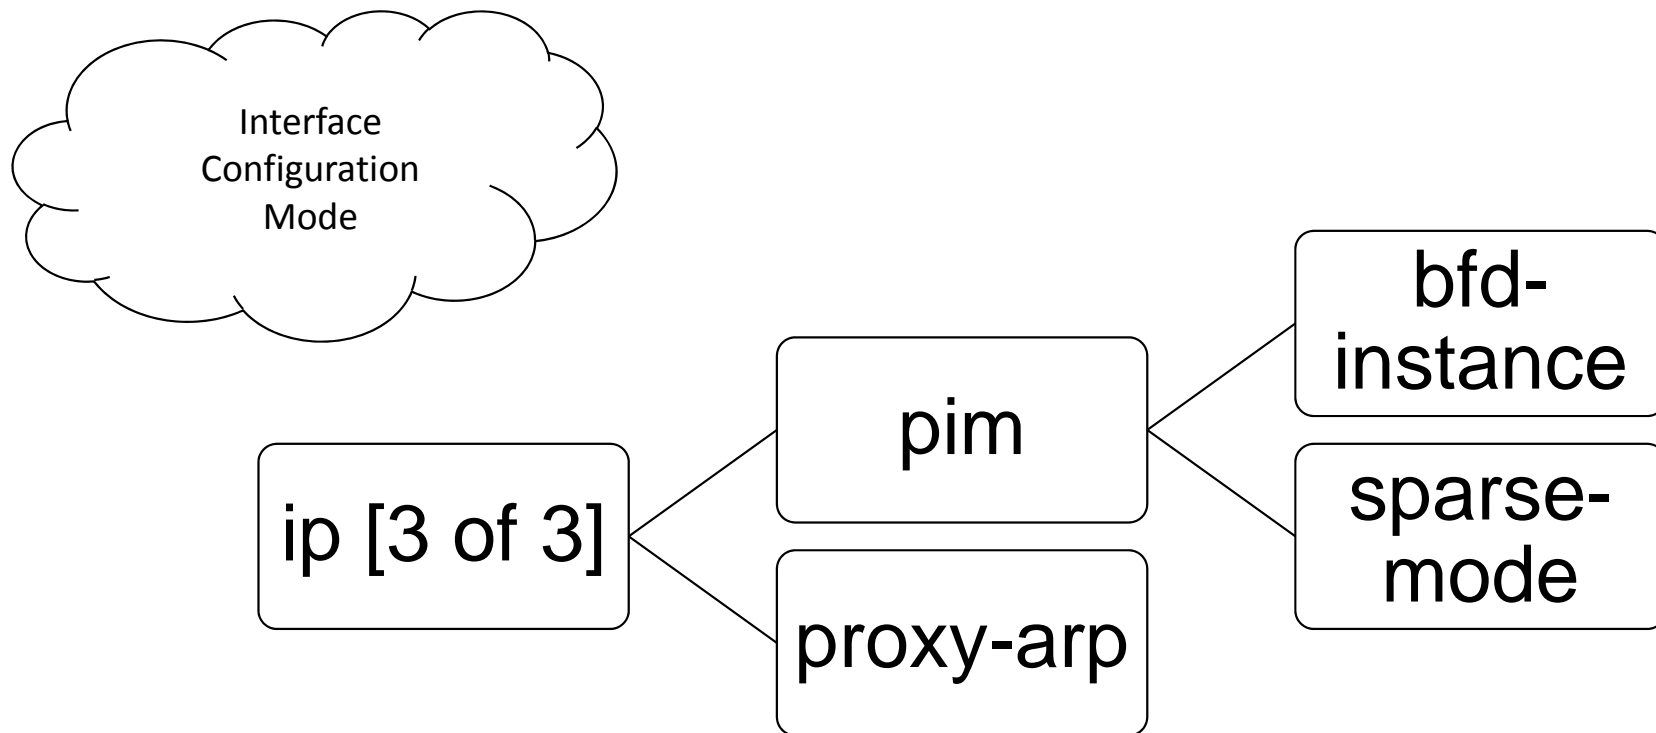 Interface
Configuration
Mode
ip [3 of 3]
pim
proxy-arp
bfd-
instance
sparse-
mode